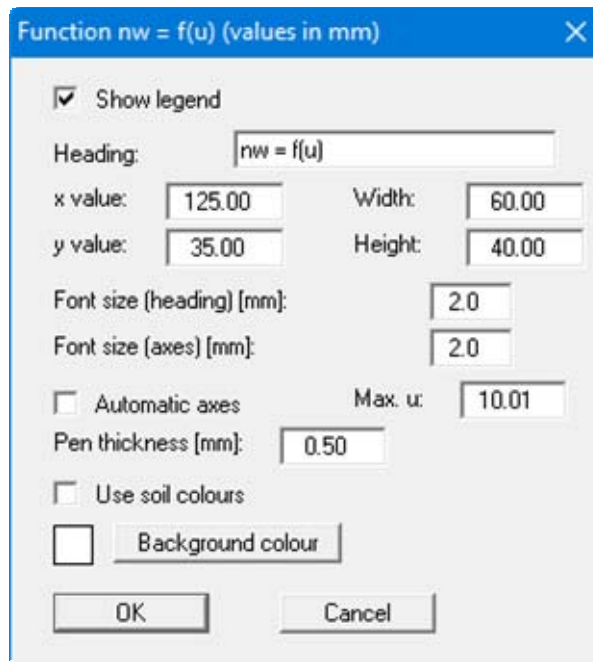 Function nw = f(u) (values in mm)
Show legend
Heading: nw = f(u)
x value: 125.00 Width: 60.00
y value: 35.00 Height: 40.00
Font size (heading) [mm]: 2.0
Font size (axes) [mm]: 2.0
Automatic axes Max. u: 10.01
Pen thickness [mm]: 0.50
Use soil colours
Background colour
OK Cancel